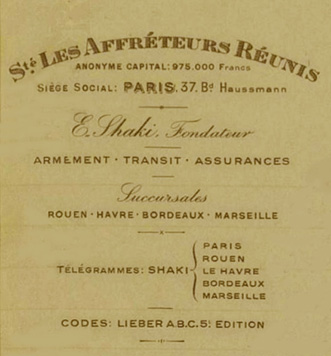 Sté LES AFFRÉTEURS RÉUNIS
ANONYME CAPITAL: 975.000 Francs
SIÈGE SOCIAL: PARIS, 37. Bd Haussmann
E. Shaki, Fondateur
ARMEMENT · TRANSIT · ASSURANCES
Succursales
ROUEN · HAVRE · BORDEAUX · MARSEILLE
TÉLÉGRAMMES: SHAKI
PARIS
ROUEN
LE HAVRE
BORDEAUX
MARSEILLE
CODES: LIEBER A.B.C. 5: EDITION